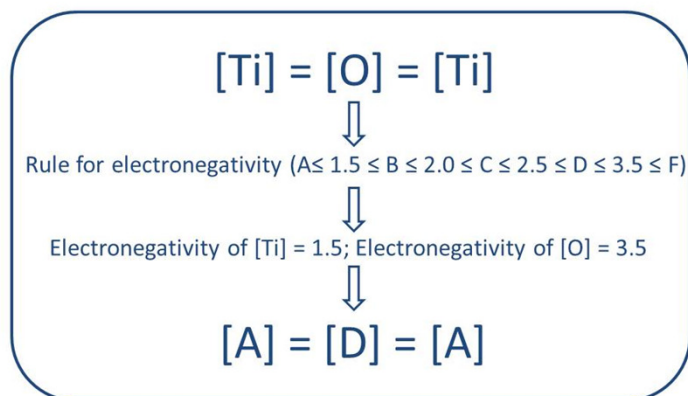 [Ti] = [O] = [Ti]
Rule for electronegativity (A≤ 1.5 ≤ B ≤ 2.0 ≤ C ≤ 2.5 ≤ D ≤ 3.5 ≤ F)
Electronegativity of [Ti] = 1.5; Electronegativity of [O] = 3.5
[A] = [D] = [A]